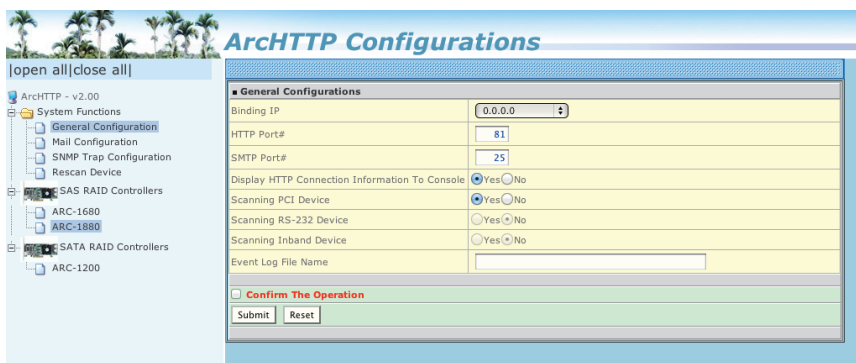 ArcHTTP Configurations
|open all|close all|
ArcHTTP - v2.00
System Functions
General Configuration
Mail Configuration
SNMP Trap Configuration
Rescan Device
SAS RAID Controllers
ARC-1680
ARC-1880
SATA RAID Controllers
ARC-1200
General Configurations
Binding IP 0.0.0.0
HTTP Port# 81
SMTP Port# 25
Display HTTP Connection Information To Console Yes No
Scanning PCI Device Yes No
Scanning RS-232 Device Yes No
Scanning Inband Device Yes No
Event Log File Name
Confirm The Operation
Submit Reset